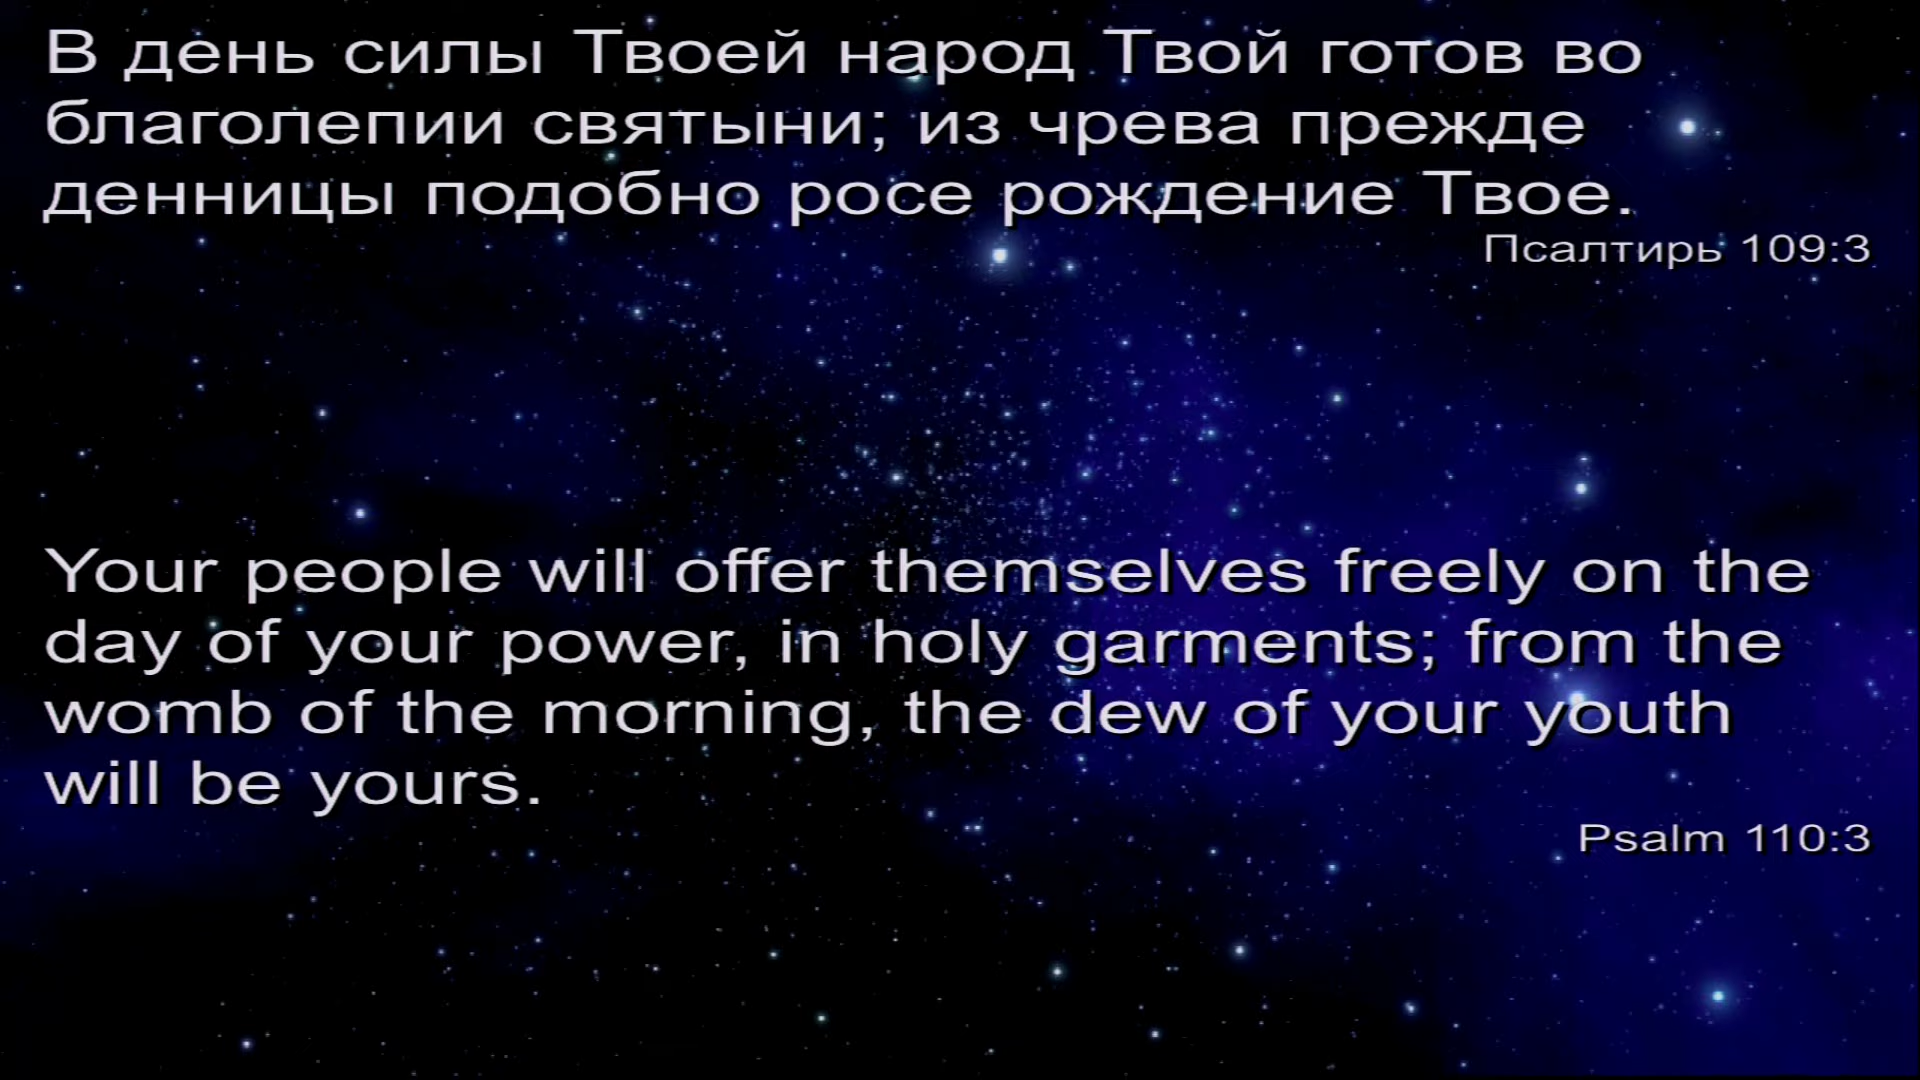 В день силы Твоей народ Твой готов во
благолепии святыни; из чрева прежде
денницы подобно росе рождение Твое.
Псалтирь 109:3
Your people will offer themselves freely on the
day of your power, in holy garments; from the
womb of the morning, the dew of your youth
will be yours.
Psalm 110:3